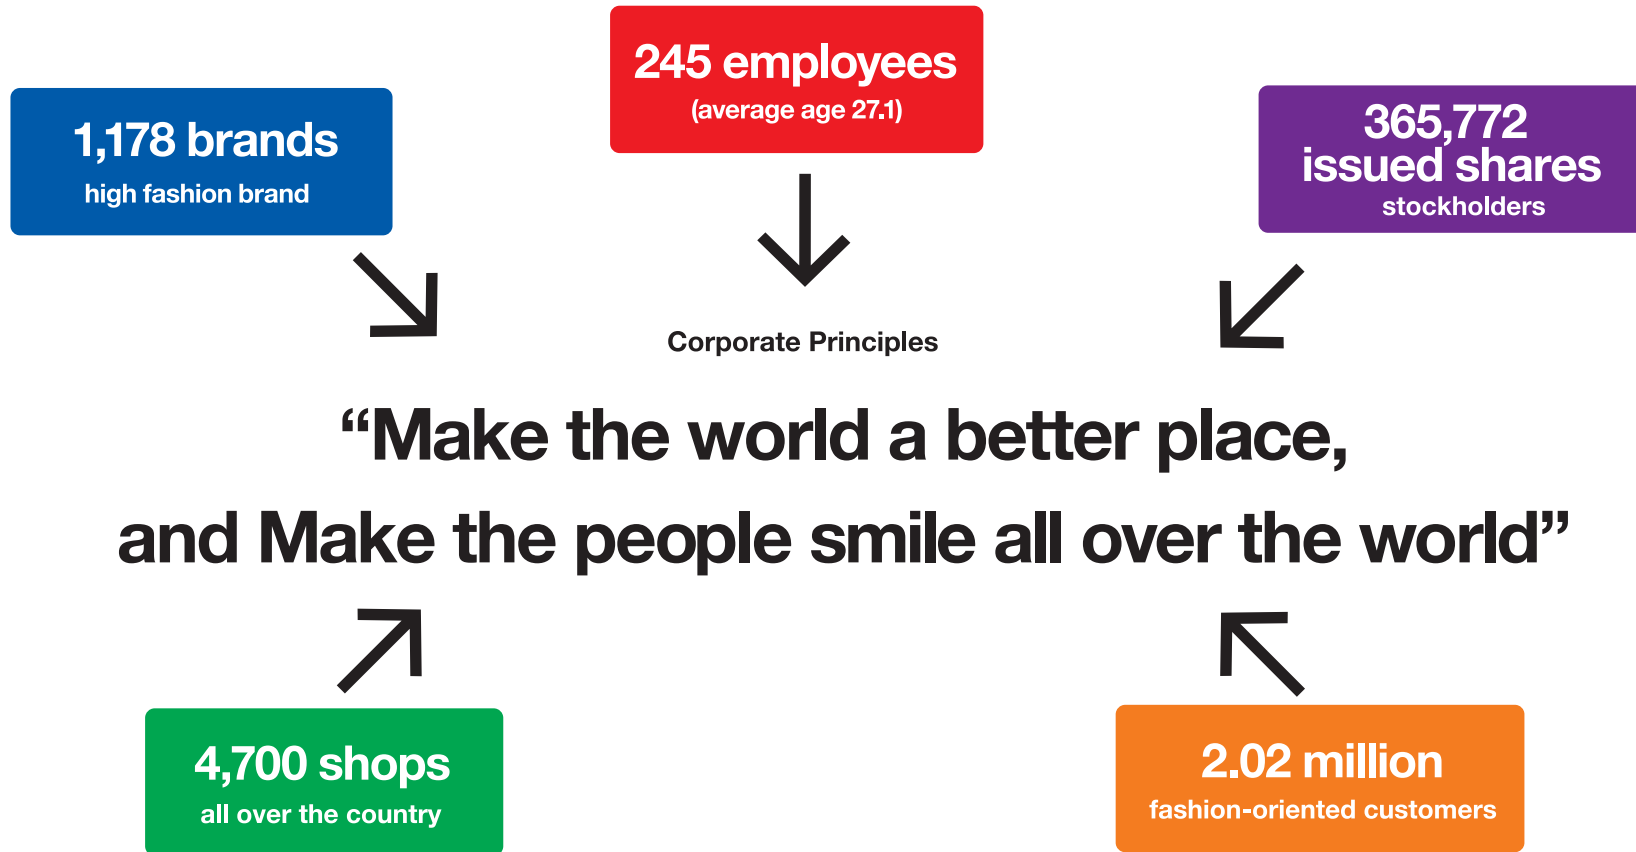 245 employees
(average age 27.1)
1,178 brands
high fashion brand
365,772
issued shares
stockholders
Corporate Principles
“Make the world a better place,
and Make the people smile all over the world”
4,700 shops
all over the country
2.02 million
fashion-oriented customers